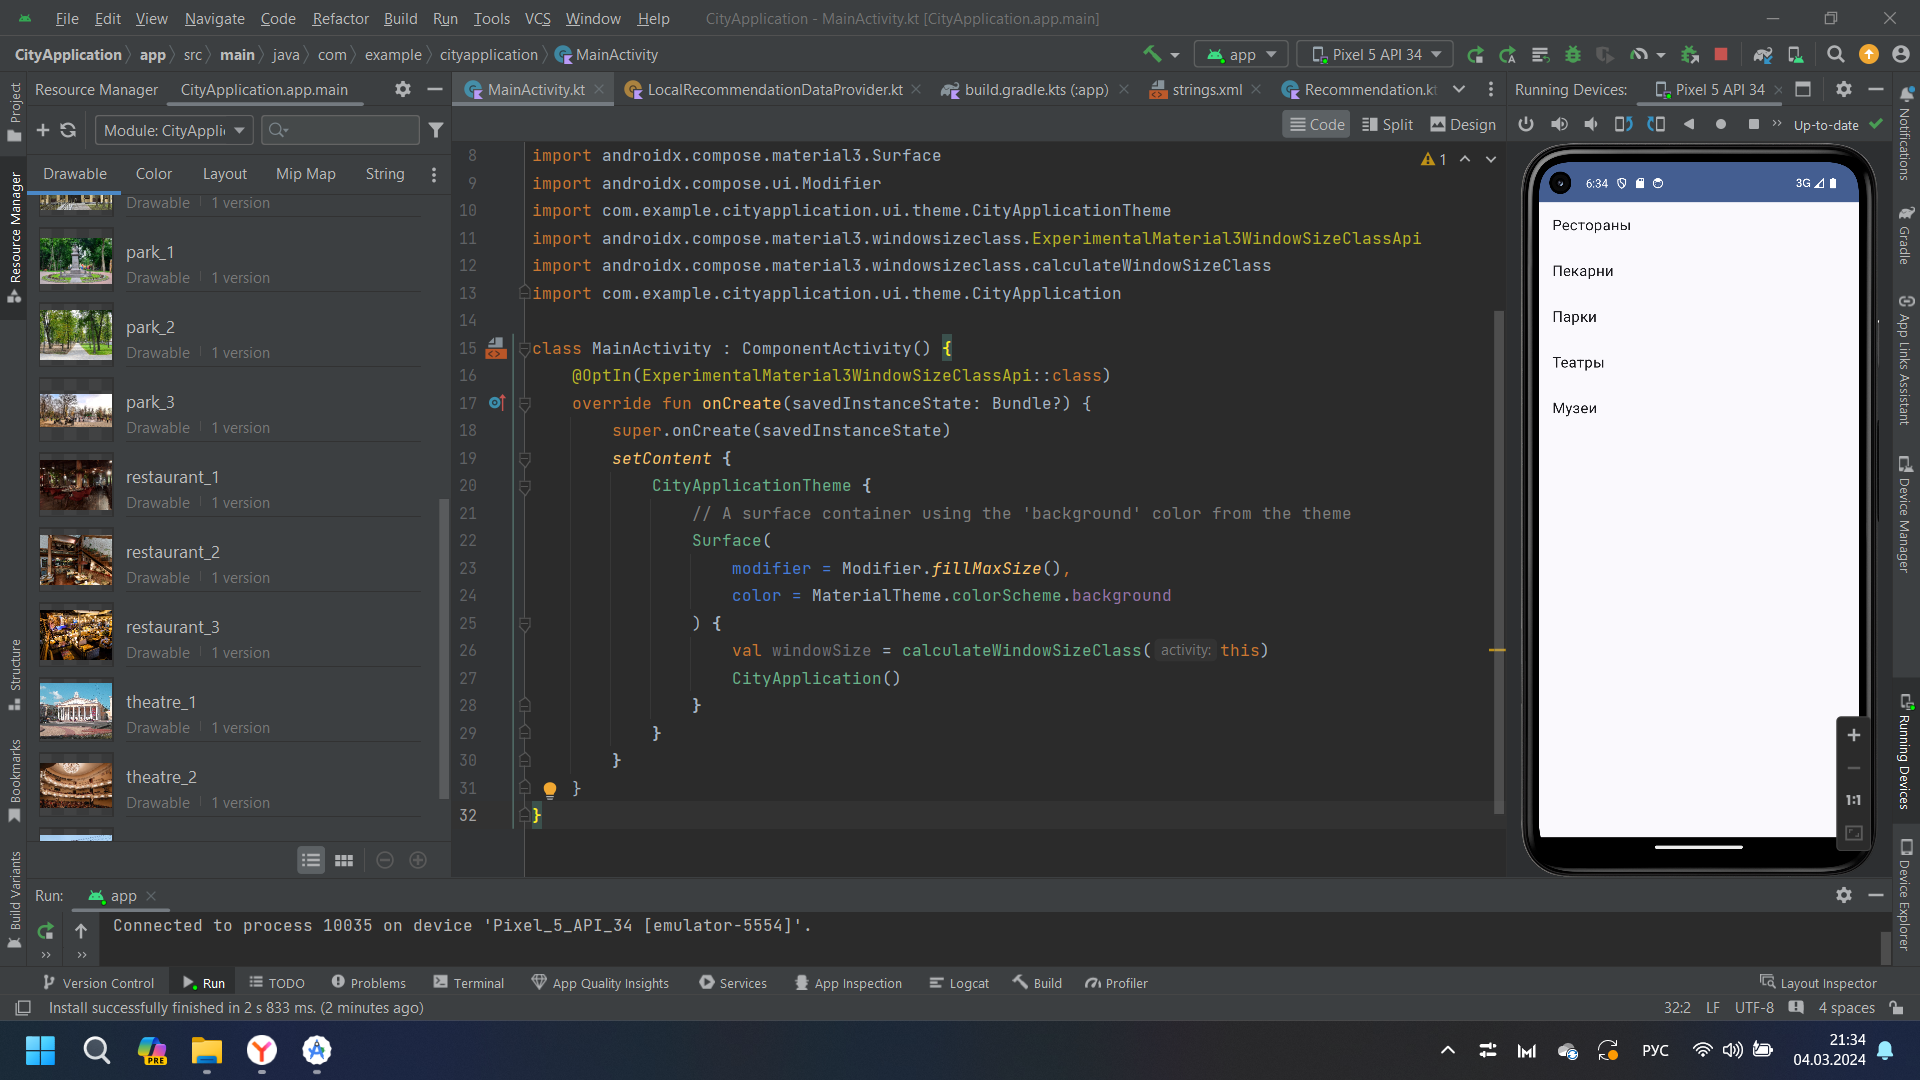 File Edit View Navigate Code Refactor Build Run Tools VCS Window Help CityApplication - MainActivity.kt [CityApplication.app.main]
CityApplication app src main java com example cityapplication MainActivity
app Pixel 5 API 34
Resource Manager CityApplication.app.main
MainActivity.kt LocalRecommendationDataProvider.kt build.gradle.kts (:app) strings.xml Recommendation.kt
Running Devices: Pixel 5 API 34
Module: CityAppli
Code Split Design
Up-to-date
Drawable Color Layout Mip Map String
Drawable 1 version
park_1
Drawable 1 version
park_2
Drawable 1 version
park_3
Drawable 1 version
restaurant_1
Drawable 1 version
restaurant_2
Drawable 1 version
restaurant_3
Drawable 1 version
theatre_1
Drawable 1 version
theatre_2
Drawable 1 version
8 import androidx.compose.material3.Surface
9 import androidx.compose.ui.Modifier
10 import com.example.cityapplication.ui.theme.CityApplicationTheme
11 import androidx.compose.material3.windowsizeclass.ExperimentalMaterial3WindowSizeClassApi
12 import androidx.compose.material3.windowsizeclass.calculateWindowSizeClass
13 import com.example.cityapplication.ui.theme.CityApplication
14
15 class MainActivity : ComponentActivity() {
16 @OptIn(ExperimentalMaterial3WindowSizeClassApi::class)
17 override fun onCreate(savedInstanceState: Bundle?) {
18 super.onCreate(savedInstanceState)
19 setContent {
20 CityApplicationTheme {
21 // A surface container using the 'background' color from the theme
22 Surface(
23 modifier = Modifier.fillMaxSize(),
24 color = MaterialTheme.colorScheme.background
25 ) {
26 val windowSize = calculateWindowSizeClass( activity: this)
27 CityApplication()
28 }
29 }
30 }
31 }
32 }
1
6:34 3G
Рестораны
Пекарни
Парки
Театры
Музеи
1:1
Project
Resource Manager
Structure
Bookmarks
Build Variants
Notifications
Gradle
App Links Assistant
Device Manager
Running Devices
Device Explorer
Run: app
Connected to process 10035 on device 'Pixel_5_API_34 [emulator-5554]'.
Version Control Run TODO Problems Terminal App Quality Insights Services App Inspection Logcat Build Profiler Layout Inspector
Install successfully finished in 2 s 833 ms. (2 minutes ago) 32:2 LF UTF-8 4 spaces
PRE
РУС
21:34
04.03.2024